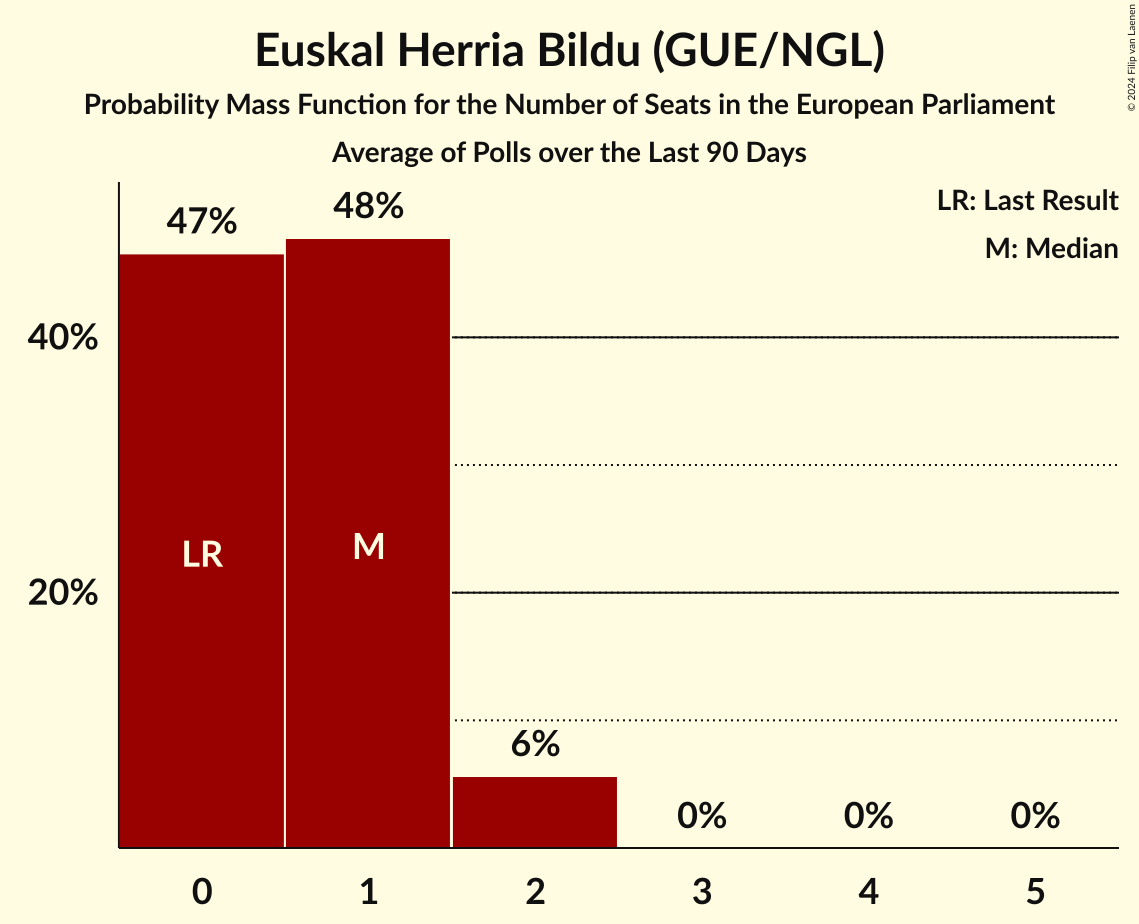 Euskal Herria Bildu (GUE/NGL)
Probability Mass Function for the Number of Seats in the European Parliament
Average of Polls over the Last 90 Days
© 2024 Filip van Laenen
LR: Last Result
M: Median
47%
48%
40%
LR
M
20%
6%
0%
0%
0%
0
1
2
3
4
5